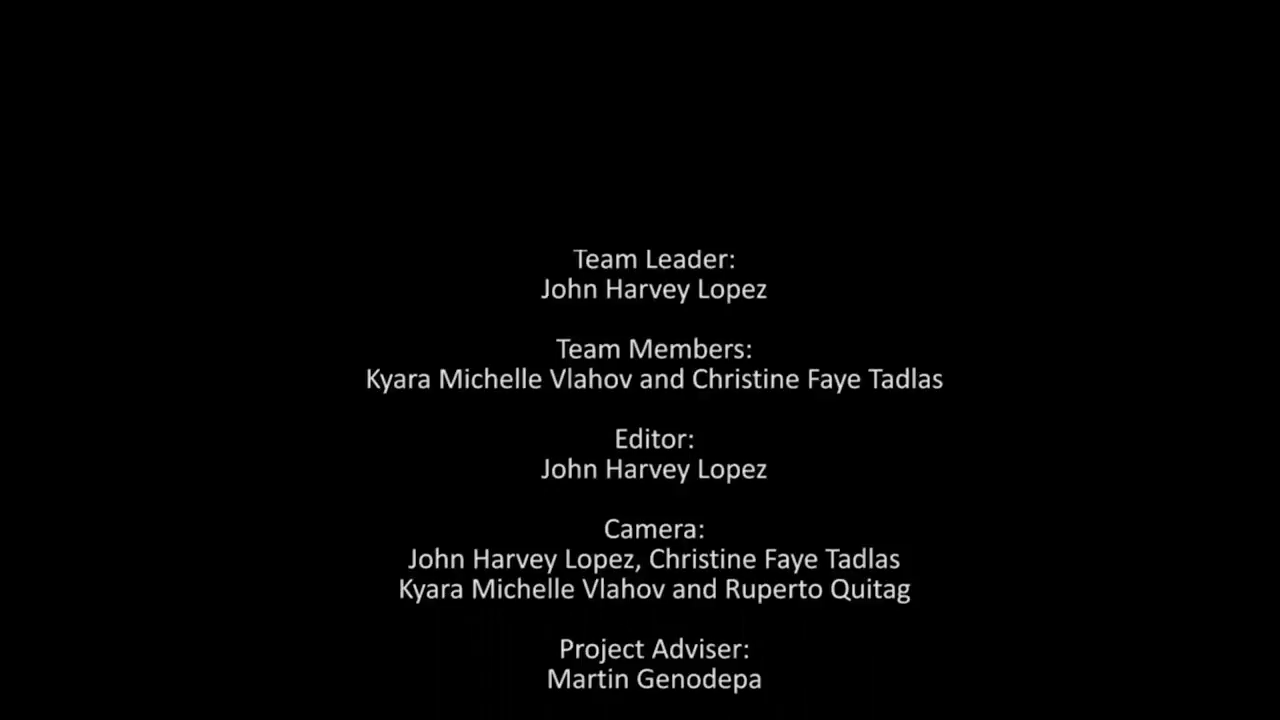 Team Leader:
John Harvey Lopez
Team Members:
Kyara Michelle Vlahov and Christine Faye Tadlas
Editor:
John Harvey Lopez
Camera:
John Harvey Lopez, Christine Faye Tadlas
Kyara Michelle Vlahov and Ruperto Quitag
Project Adviser:
Martin Genodepa